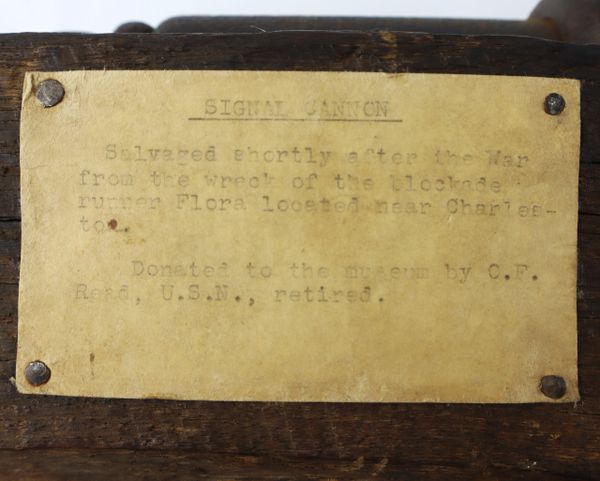 SIGNAL CANNON
Salvaged shortly after the War
from the wreck of the blockade
runner Flora located near Charles-
ton.
Donated to the museum by C.F.
Read, U.S.N., retired.